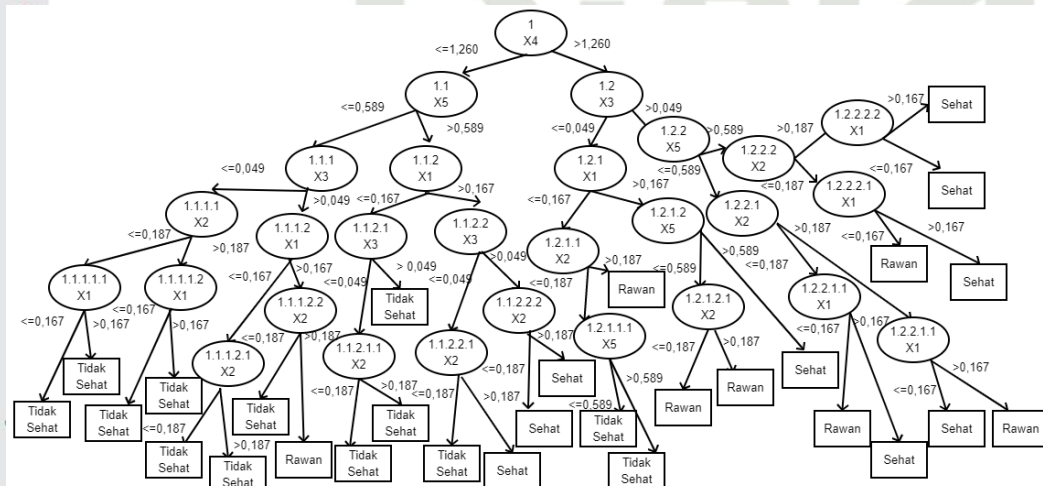 1
X4
<=1,260
>1,260
1.1
X5
1.2
X3
<=0,589
>0,589
<=0,049
>0,049
1.1.1
X3
1.1.2
X1
1.2.1
X1
1.2.2
X5
>0,589
<=0,589
1.2.2.2
X2
>0,187
<=0,187
1.2.2.2.2
X1
>0,167
Sehat
<=0,167
Sehat
1.2.2.2.1
X1
<=0,167
>0,167
Rawan
Sehat
<=0,049
>0,049
1.1.1.1
X2
1.1.1.2
X1
<=0,167
>0,167
1.1.2.1
X3
1.1.2.2
X3
<=0,167
>0,167
1.2.1.1
X2
1.2.1.2
X5
1.2.2.1
X2
<=0,187
>0,187
<=0,187
>0,187
1.1.1.1.1
X1
1.1.1.1.2
X1
<=0,167
>0,167
1.1.1.2.1
X2
1.1.1.2.2
X2
<=0,049
> 0,049
1.1.2.1.1
X2
Tidak
Sehat
<=0,049
>0,049
1.1.2.2.1
X2
1.1.2.2.2
X2
<=0,187
>0,187
1.2.1.1.1
X5
Rawan
<=0,589
>0,589
1.2.1.2.1
X2
Sehat
1.2.2.1.1
X1
1.2.2.1.1
X1
<=0,167
>0,167
Tidak
Sehat
Tidak
Sehat
<=0,167
>0,167
Tidak
Sehat
Tidak
Sehat
<=0,187
>0,187
Tidak
Sehat
Tidak
Sehat
<=0,187
>0,187
Tidak
Sehat
Rawan
<=0,187
>0,187
Tidak
Sehat
Tidak
Sehat
<=0,187
>0,187
Tidak
Sehat
Sehat
<=0,187
>0,187
Sehat
Sehat
<=0,589
>0,589
Tidak
Sehat
Tidak
Sehat
<=0,187
>0,187
Rawan
Rawan
<=0,167
>0,167
Rawan
Sehat
<=0,167
>0,167
Sehat
Rawan